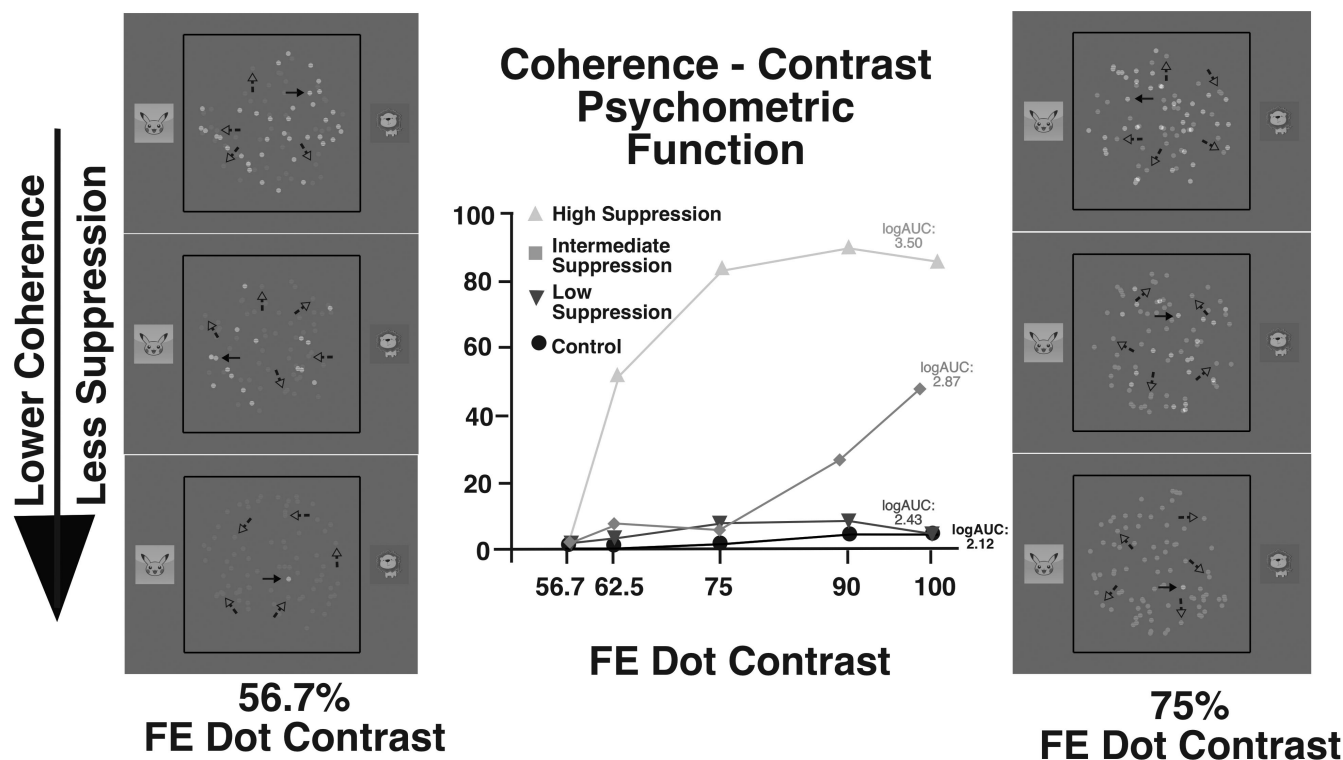 Lower Coherence
Less Suppression
56.7%
FE Dot Contrast
Coherence - Contrast
Psychometric
Function
100
80
60
40
20
0
High Suppression
Intermediate
Suppression
Low
Suppression
Control
logAUC:
3.50
logAUC:
2.87
logAUC:
2.43
logAUC:
2.12
56.7 62.5 75 90 100
FE Dot Contrast
75%
FE Dot Contrast